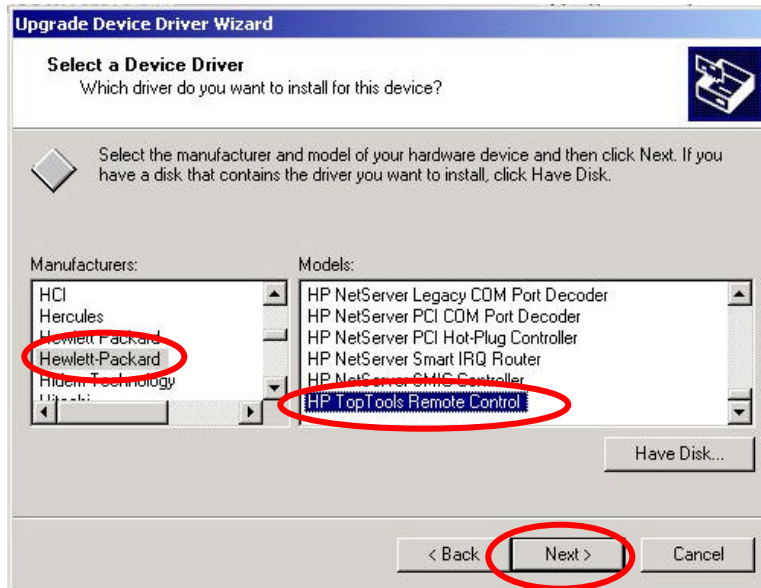 Upgrade Device Driver Wizard
Select a Device Driver
Which driver do you want to install for this device?
Select the manufacturer and model of your hardware device and then click Next. If you
have a disk that contains the driver you want to install, click Have Disk.
Manufacturers:
HCI
Hercules
Hewlett Packard
Hewlett-Packard
Hidem Technology
Hitachi
Models:
HP NetServer Legacy COM Port Decoder
HP NetServer PCI COM Port Decoder
HP NetServer PCI Hot-Plug Controller
HP NetServer Smart IRQ Router
HP NetServer SMIC Controller
HP TopTools Remote Control
Have Disk...
< Back
Next >
Cancel